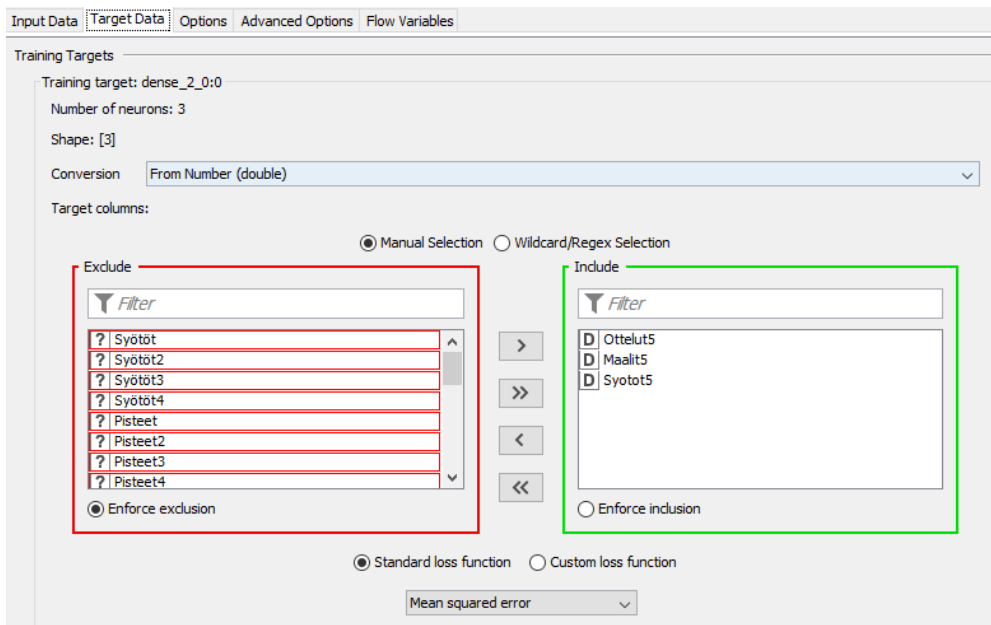 Input Data Target Data Options Advanced Options Flow Variables
Training Targets
Training target: dense_2_0:0
Number of neurons: 3
Shape: [3]
Conversion From Number (double)
Target columns:
Manual Selection Wildcard/Regex Selection
Exclude
Filter
? Syötöt
? Syötöt2
? Syötöt3
? Syötöt4
? Pisteet
? Pisteet2
? Pisteet3
? Pisteet4
Enforce exclusion
>
>>
<
<<
Include
Filter
D Ottelut5
D Maalit5
D Syotot5
Enforce inclusion
Standard loss function Custom loss function
Mean squared error